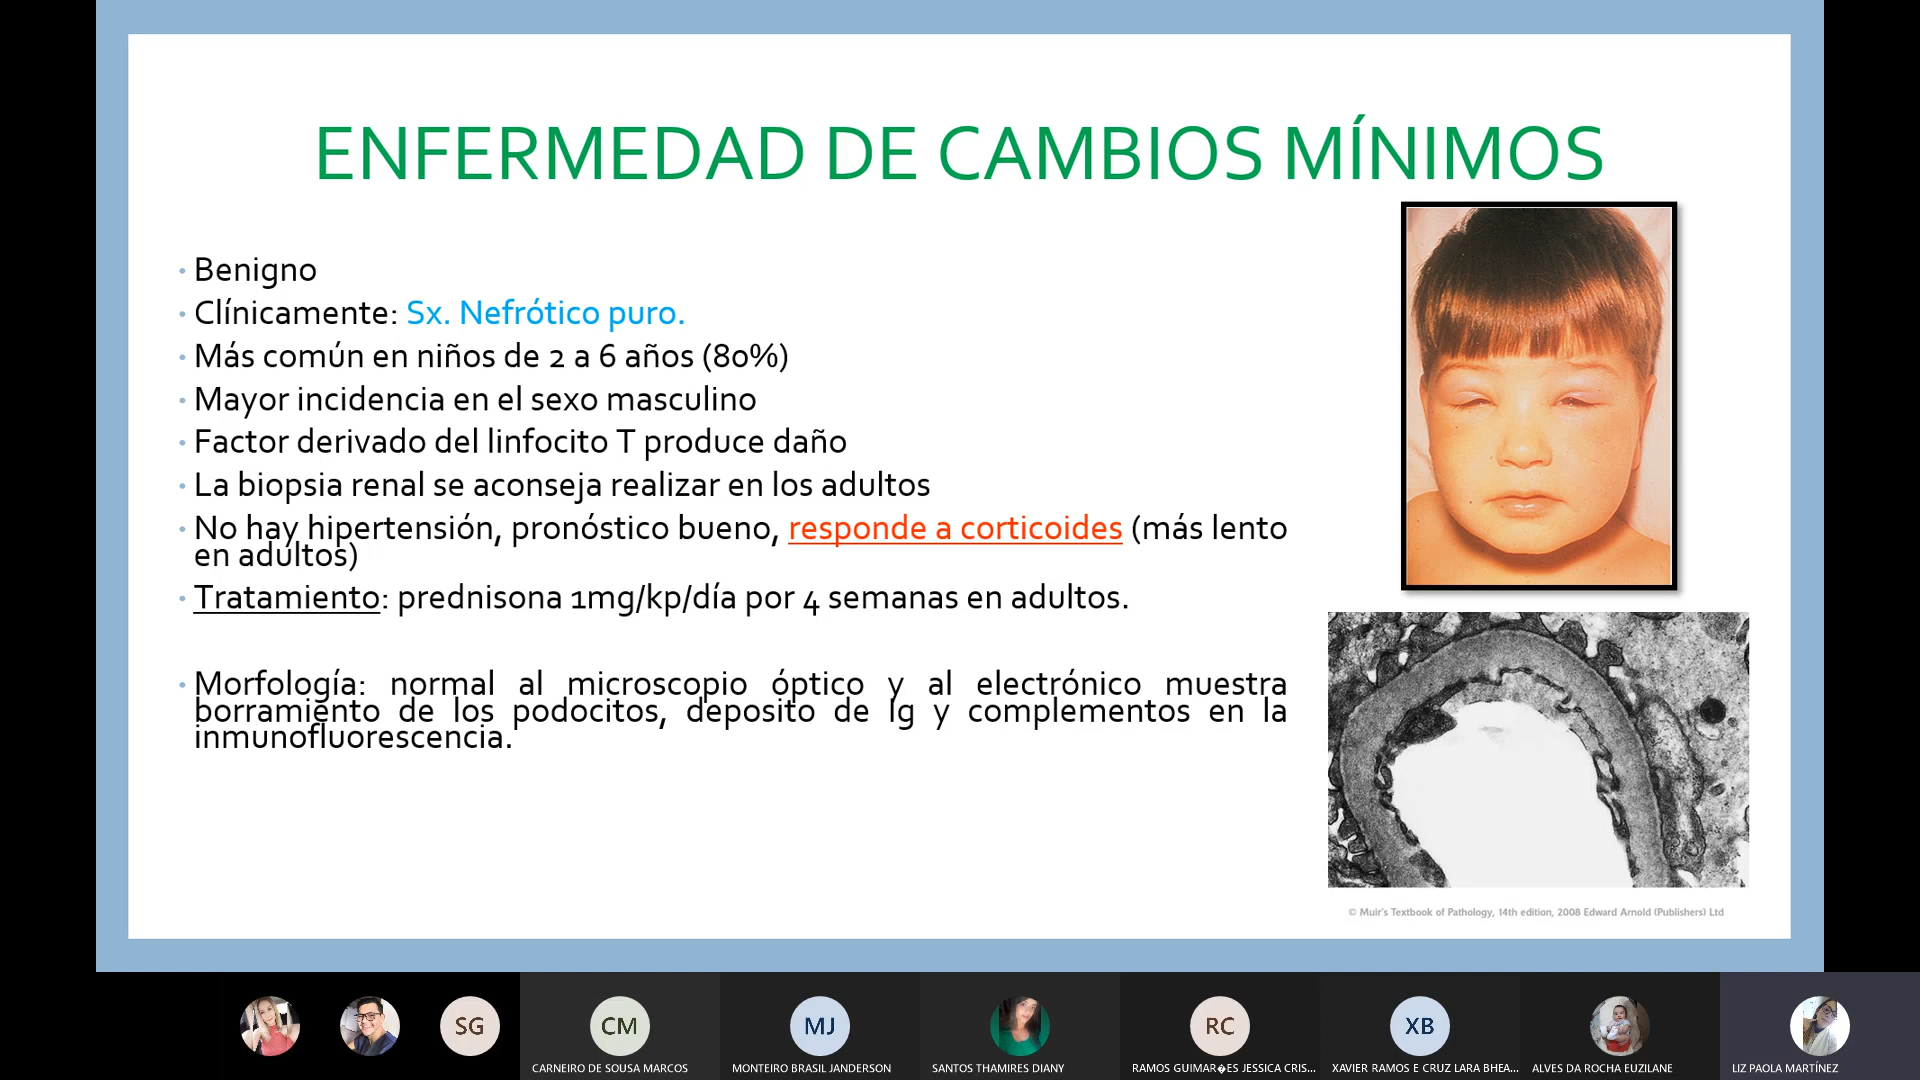 ENFERMEDAD DE CAMBIOS MÍNIMOS
• Benigno
• Clínicamente: Sx. Nefrótico puro.
• Más común en niños de 2 a 6 años (80%)
• Mayor incidencia en el sexo masculino
• Factor derivado del linfocito T produce daño
• La biopsia renal se aconseja realizar en los adultos
• No hay hipertensión, pronóstico bueno, responde a corticoides (más lento
en adultos)
• Tratamiento: prednisona 1mg/kp/día por 4 semanas en adultos.
• Morfología: normal al microscopio óptico y al electrónico muestra
borramiento de los podocitos, deposito de Ig y complementos en la
inmunofluorescencia.
© Muir's Textbook of Pathology, 14th edition, 2008 Edward Arnold (Publishers) Ltd
SG
CM
MJ
RC
XB
CARNEIRO DE SOUSA MARCOS
MONTEIRO BRASIL JANDERSON
SANTOS THAMIRES DIANY
RAMOS GUIMAR�ES JESSICA CRIS...
XAVIER RAMOS E CRUZ LARA BHEA...
ALVES DA ROCHA EUZILANE
LIZ PAOLA MARTÍNEZ